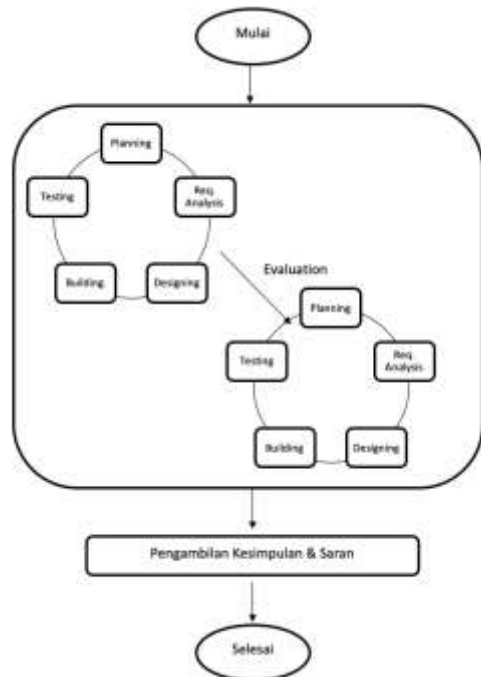 Mulai
Planning
Testing
Req.
Analysis
Building
Designing
Evaluation
Planning
Testing
Req.
Analysis
Building
Designing
Pengambilan Kesimpulan & Saran
Selesai